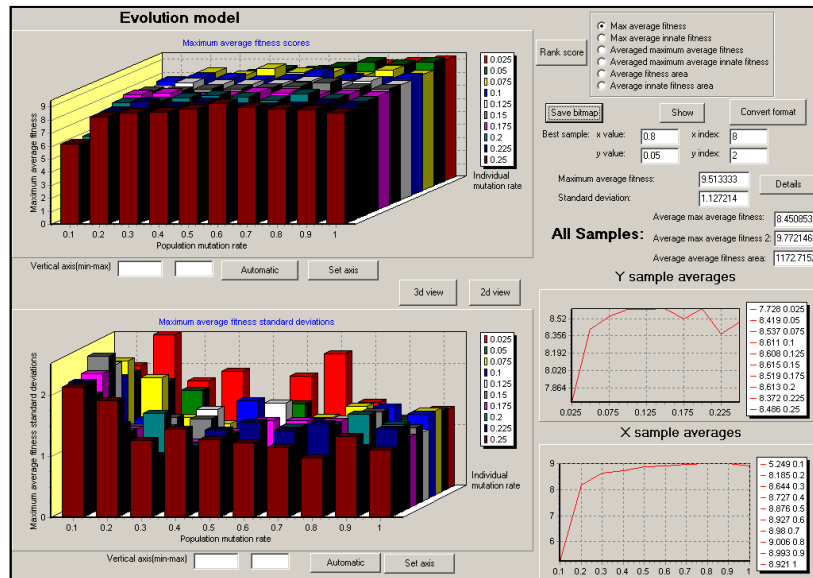 Evolution model
Maximum average fitness scores
Maximum average fitness
9
8
7
6
5
4
3
2
1
0
0.1 0.2 0.3 0.4 0.5 0.6 0.7 0.8 0.9 1
Population mutation rate
0.025
0.05
0.075
0.1
0.125
0.15
0.175
0.2
0.225
0.25
Individual
mutation rate
Vertical axis(min-max)
Automatic
Set axis
3d view
2d view
Maximum average fitness standard deviations
Maximum average fitness standard deviations
2
1
0
0.1 0.2 0.3 0.4 0.5 0.6 0.7 0.8 0.9 1
Population mutation rate
0.025
0.05
0.075
0.1
0.125
0.15
0.175
0.2
0.225
0.25
Individual
mutation rate
Vertical axis(min-max)
Automatic
Set axis
Rank score
Max average fitness
Max average innate fitness
Averaged maximum average fitness
Averaged maximum average innate fitness
Average fitness area
Average innate fitness area
Save bitmap
Show
Convert format
Best sample: x value: 0.8 x index: 8
y value: 0.05 y index: 2
Maximum average fitness: 9.513333
Standard deviation: 1.127214
Details
All Samples:
Average max average fitness: 8.450853
Average max average fitness 2: 9.772146
Average average fitness area: 1172.7152
Y sample averages
8.52
8.356
8.192
8.028
7.864
0.025 0.075 0.125 0.175 0.225
7.728 0.025
8.419 0.05
8.537 0.075
8.611 0.1
8.608 0.125
8.615 0.15
8.519 0.175
8.613 0.2
8.372 0.225
8.486 0.25
X sample averages
9
8
7
6
0.1 0.2 0.3 0.4 0.5 0.6 0.7 0.8 0.9 1
5.249 0.1
8.185 0.2
8.644 0.3
8.727 0.4
8.876 0.5
8.927 0.6
8.98 0.7
9.006 0.8
8.993 0.9
8.921 1